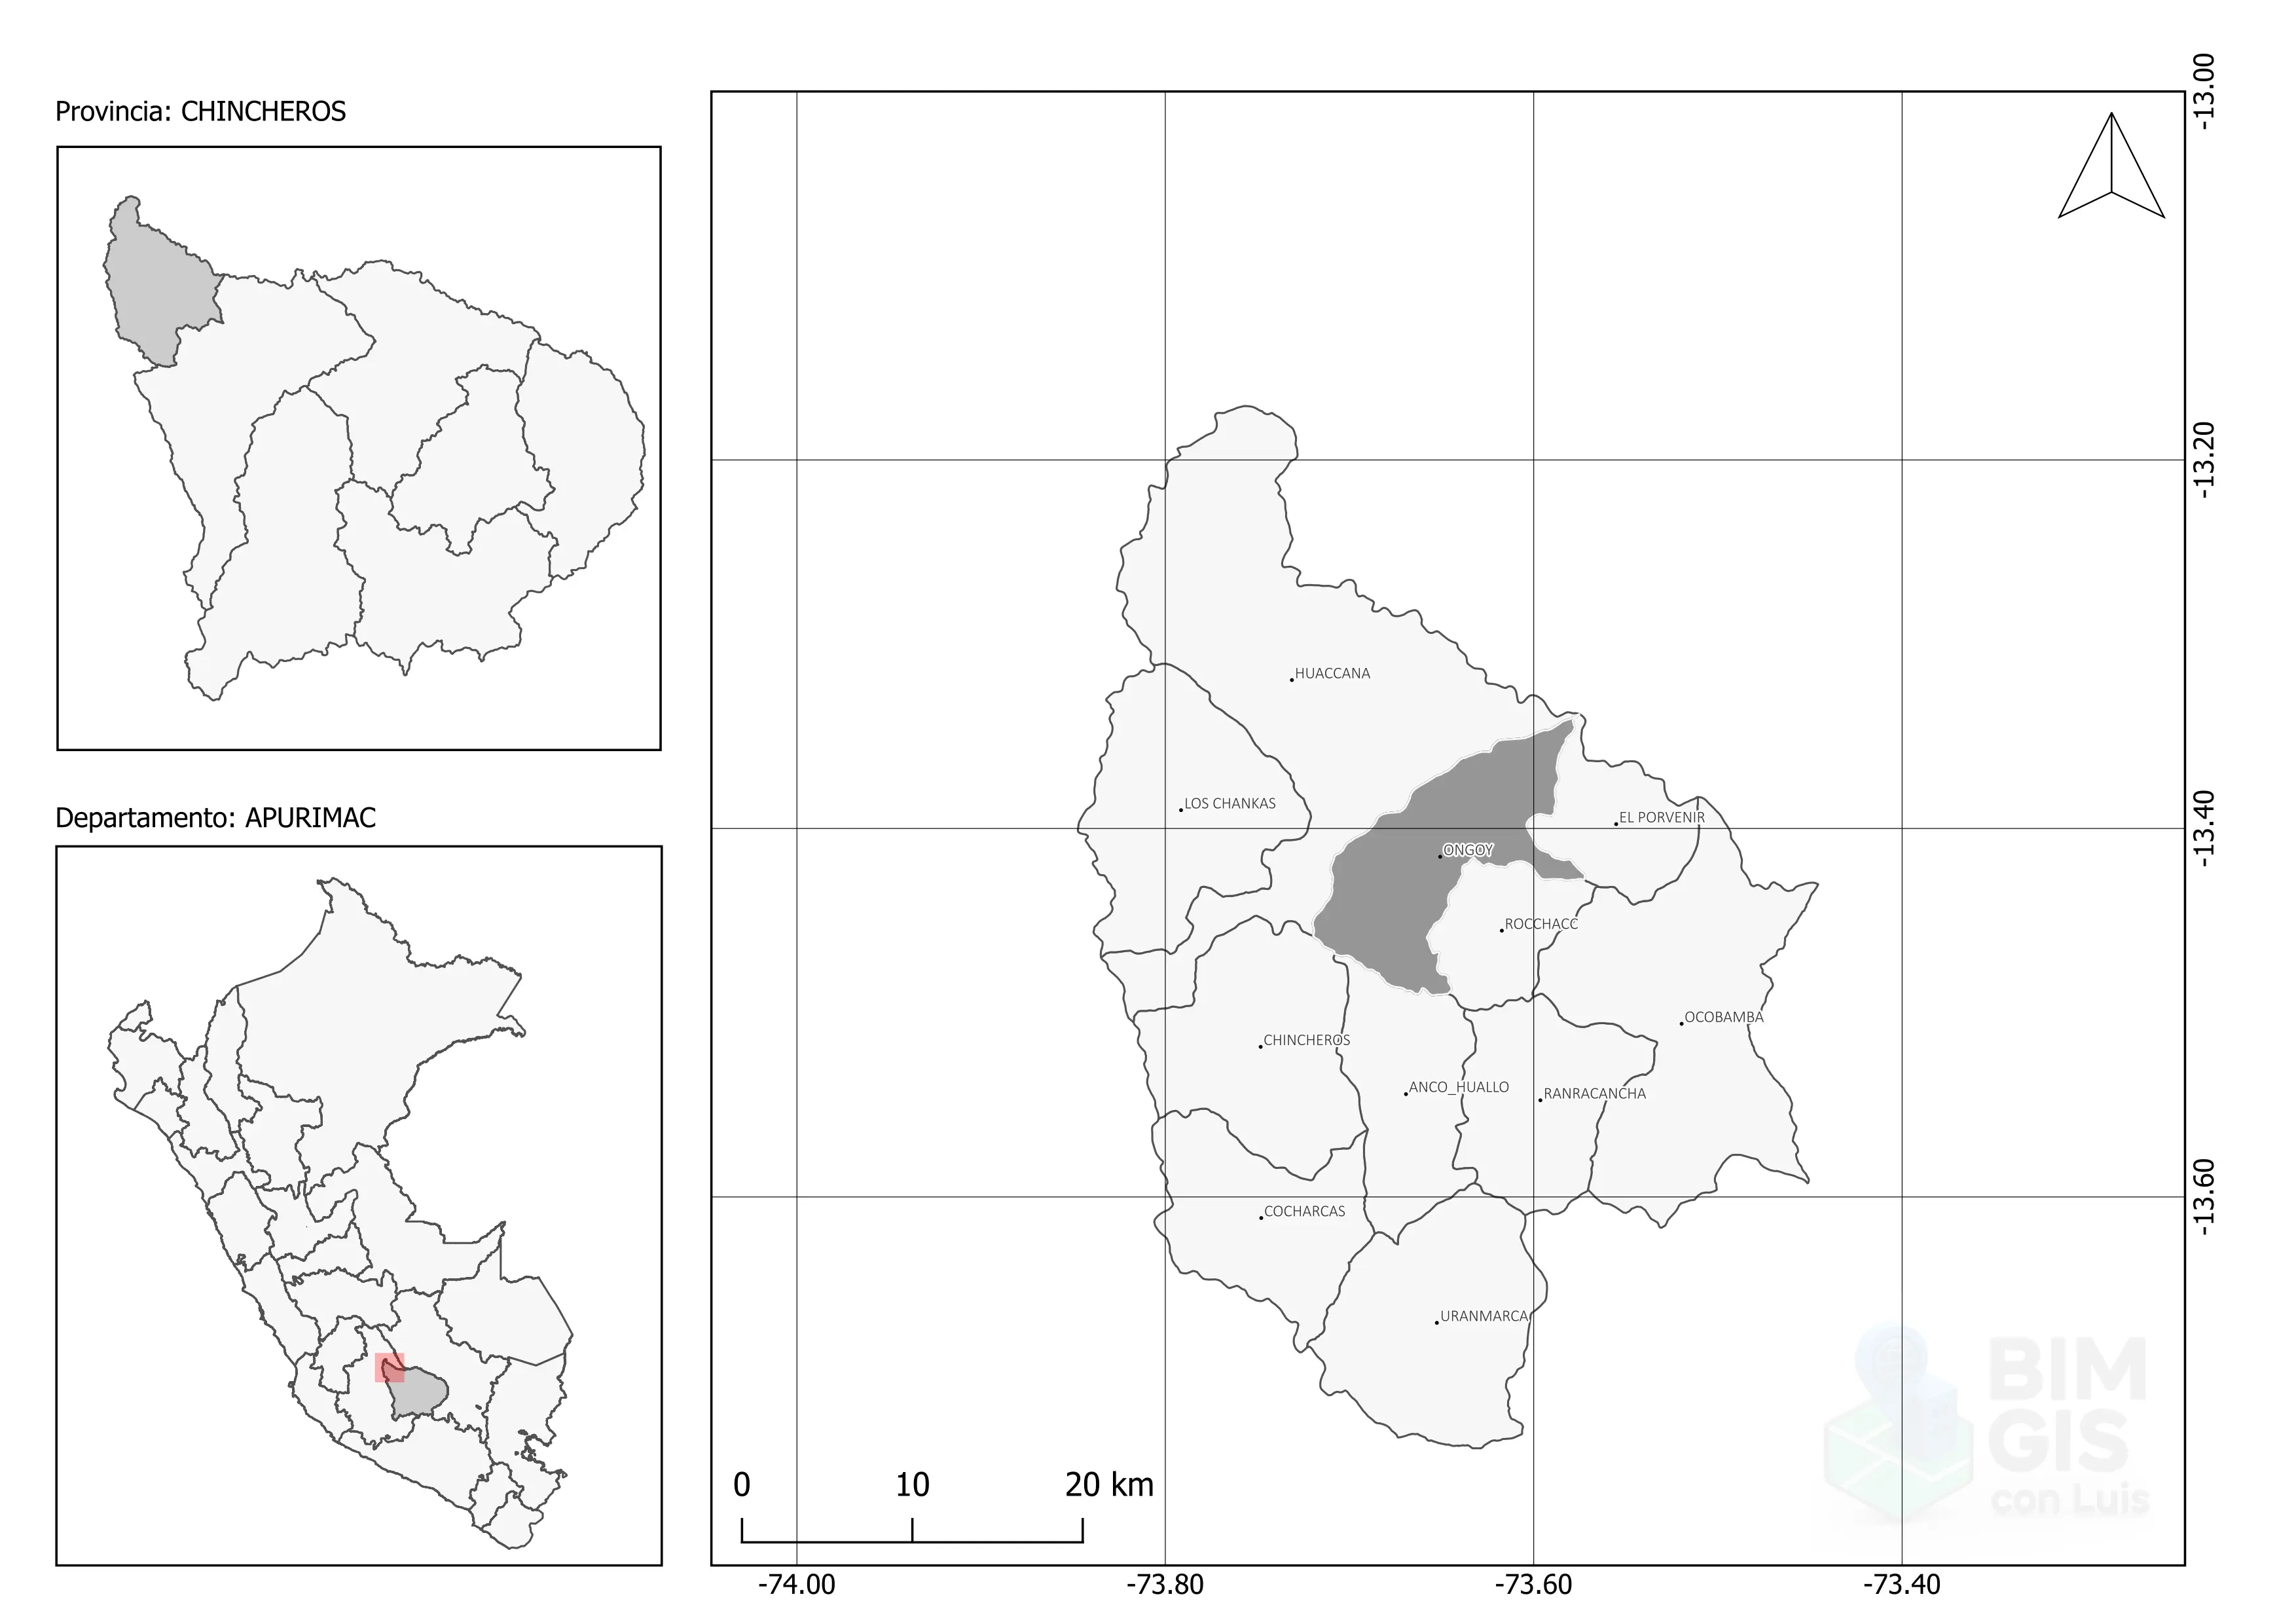 Provincia: CHINCHEROS
Departamento: APURIMAC
-13.00
-13.20
-13.40
-13.60
HUACCANA
LOS CHANKAS
EL PORVENIR
ONGOY
ROCCHACC
OCOBAMBA
CHINCHEROS
ANCO_HUALLO
RANRACANCHA
COCHARCAS
URANMARCA
BIM
GIS
con Luis
0 10 20 km
-74.00 -73.80 -73.60 -73.40